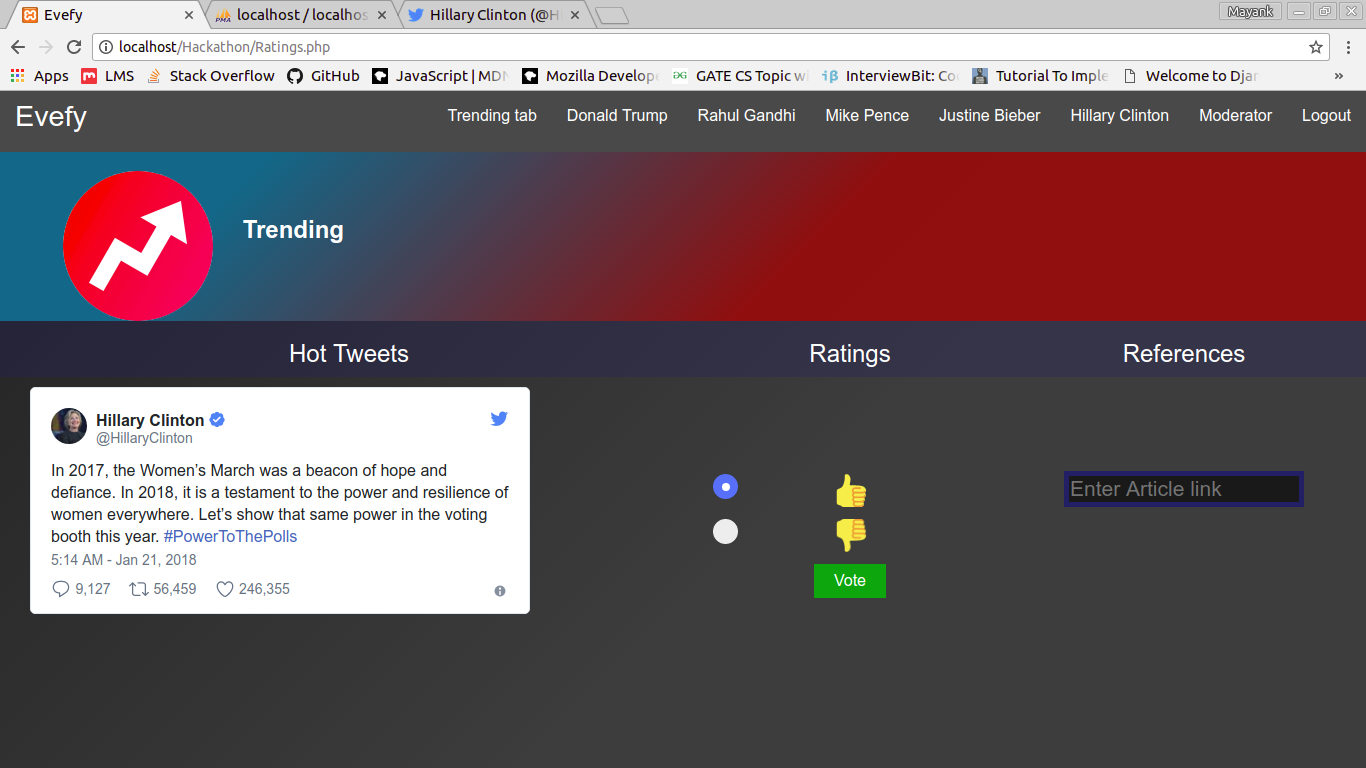 Evefy
localhost / localhos
Hillary Clinton (@H
Mayank
localhost/Hackathon/Ratings.php
Apps LMS Stack Overflow GitHub JavaScript | MDN Mozilla Develope GATE CS Topic wi InterviewBit: Co Tutorial To Imple Welcome to Djan »
Evefy
Trending tab Donald Trump Rahul Gandhi Mike Pence Justine Bieber Hillary Clinton Moderator Logout
Trending
Hot Tweets Ratings References
Hillary Clinton
@HillaryClinton
In 2017, the Women’s March was a beacon of hope and
defiance. In 2018, it is a testament to the power and resilience of
women everywhere. Let’s show that same power in the voting
booth this year. #PowerToThePolls
5:14 AM - Jan 21, 2018
9,127 56,459 246,355
Enter Article link
Vote